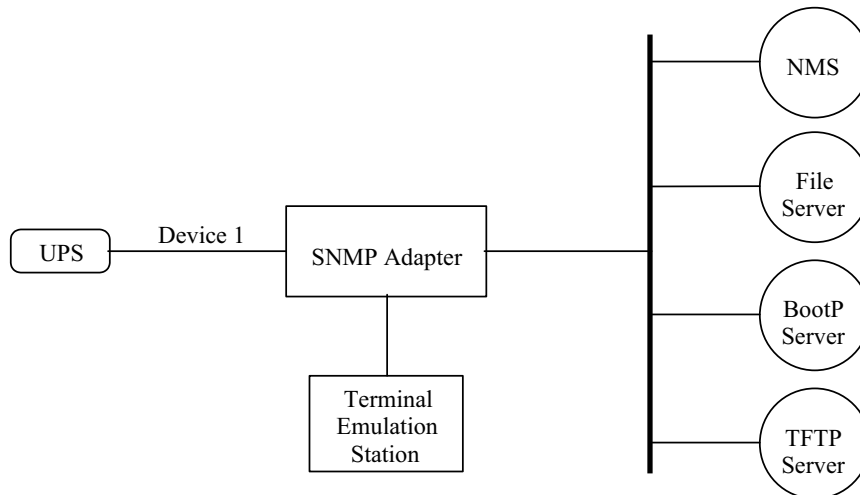 NMS
File
Server
Device 1
UPS
SNMP Adapter
BootP
Server
Terminal
Emulation
Station
TFTP
Server